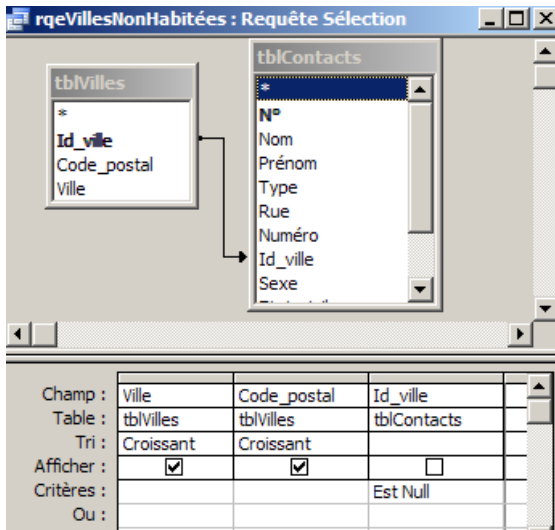 rqeVillesNonHabitées : Requête Sélection
tblVilles
*
Id_ville
Code_postal
Ville
tblContacts
*
N°
Nom
Prénom
Type
Rue
Numéro
Id_ville
Sexe
Champ : Ville Code_postal Id_ville
Table : tblVilles tblVilles tblContacts
Tri : Croissant Croissant
Afficher :
Critères : Est Null
Ou :